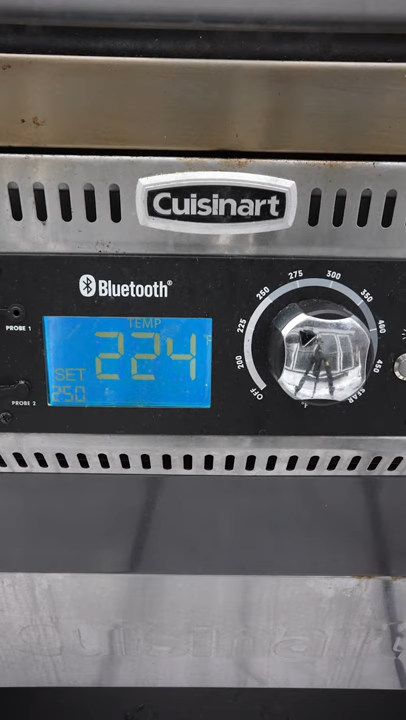 Cuisinart
Bluetooth®
PROBE 1
PROBE 2
TEMP
224
F
SET
250
OFF
200
225
250
275
300
350
400
450
SEAR
Cuisinart